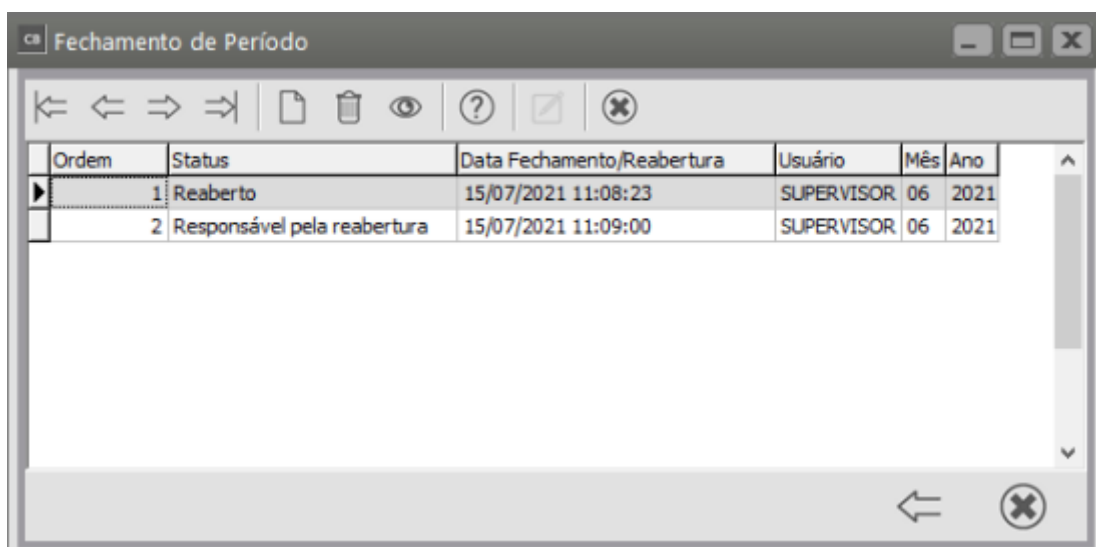 CB Fechamento de Período
Ordem Status Data Fechamento/Reabertura Usuário Mês Ano
1 Reaberto 15/07/2021 11:08:23 SUPERVISOR 06 2021
2 Responsável pela reabertura 15/07/2021 11:09:00 SUPERVISOR 06 2021